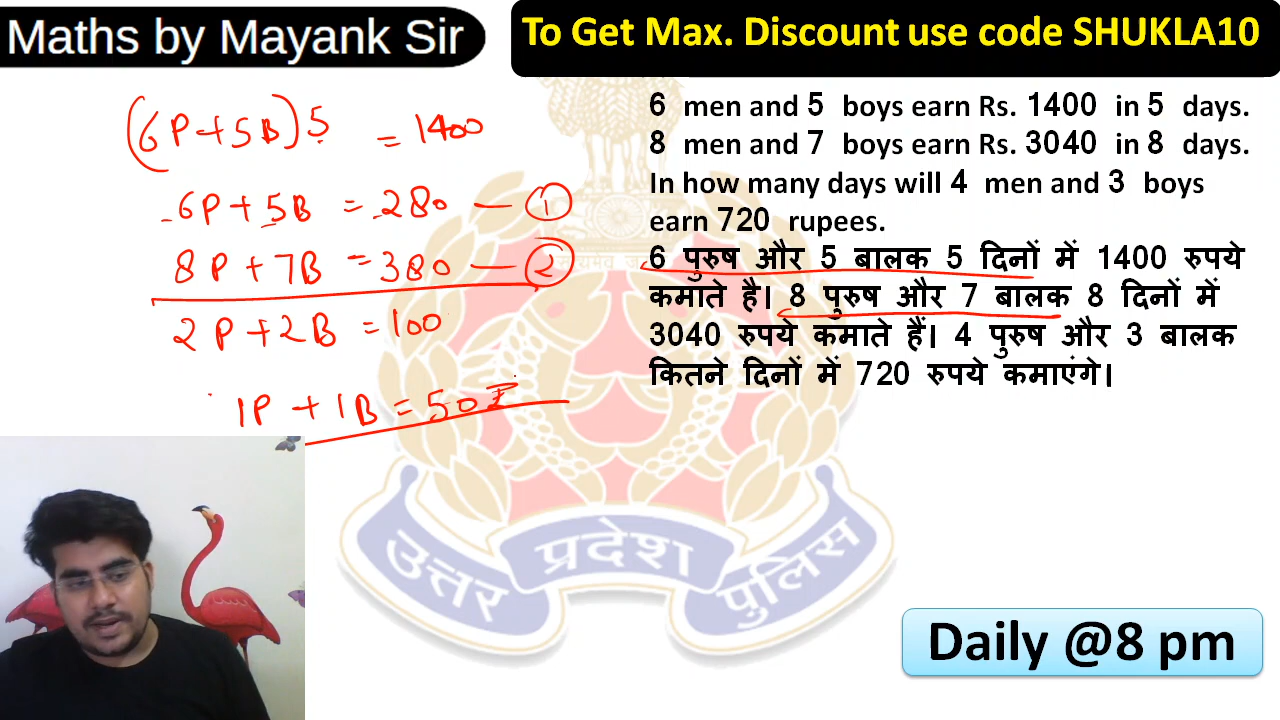 Maths by Mayank Sir
To Get Max. Discount use code SHUKLA10
(6P+5B)5 = 1400
6P+5B = 280 — 1
8P+7B = 380 — 2
2P+2B = 100
1P + 1B = 50₹
6 men and 5 boys earn Rs. 1400 in 5 days.
8 men and 7 boys earn Rs. 3040 in 8 days.
In how many days will 4 men and 3 boys
earn 720 rupees.
6 पुरुष और 5 बालक 5 दिनों में 1400 रुपये
कमाते है। 8 पुरुष और 7 बालक 8 दिनों में
3040 रुपये कमाते हैं। 4 पुरुष और 3 बालक
कितने दिनों में 720 रुपये कमाएंगे।
उत्तर प्रदेश पुलिस
Daily @8 pm